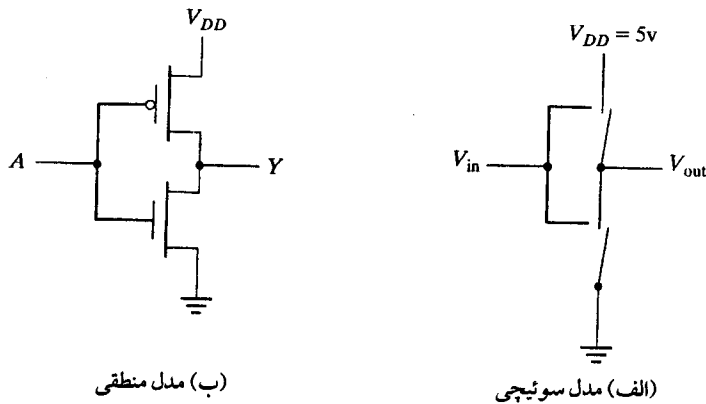 V_DD
A
Y
(ب) مدل منطقی
V_DD = 5v
V_in
V_out
(الف) مدل سوئیچی